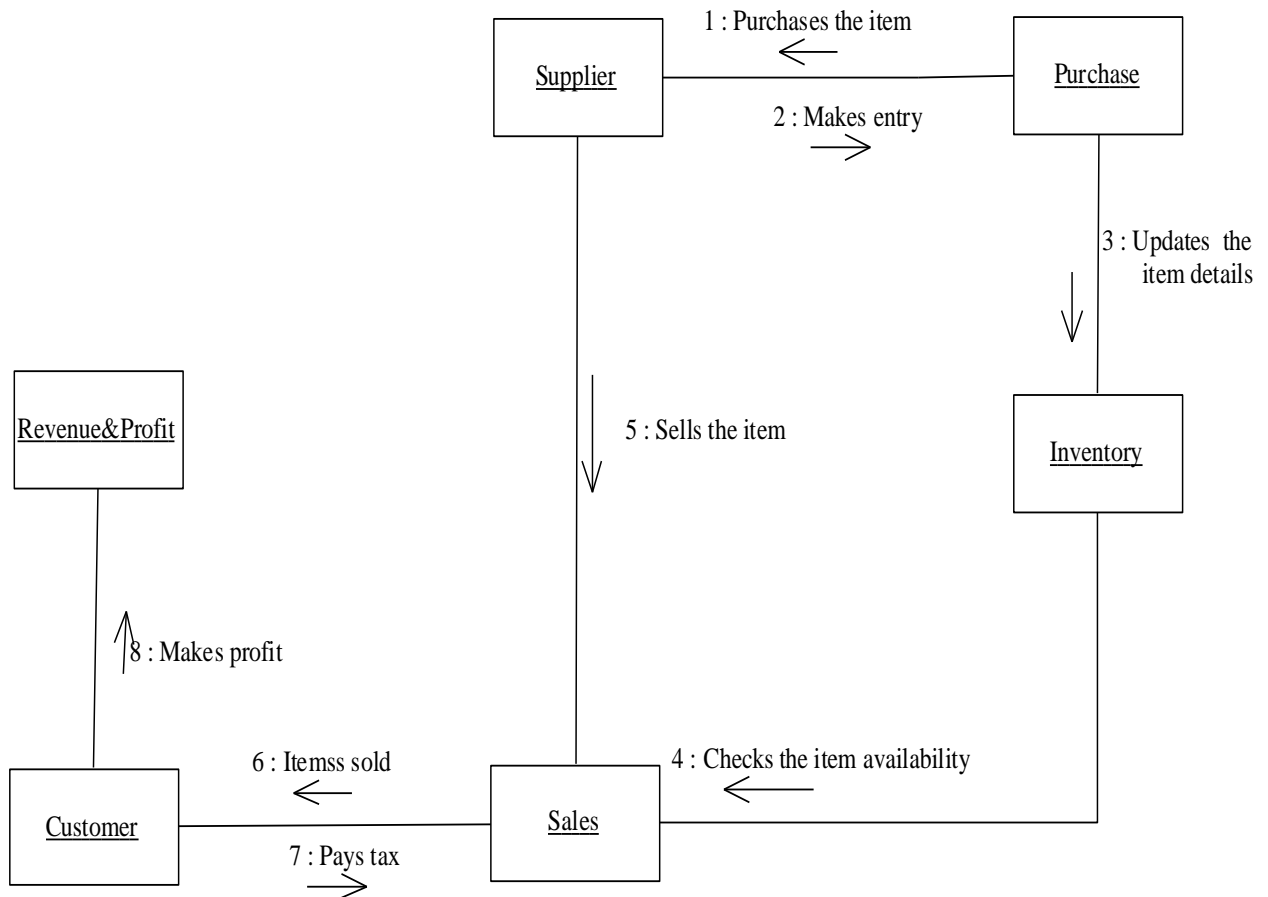 1 : Purchases the item
Supplier
Purchase
2 : Makes entry
3 : Updates the
item details
Revenue&Profit
5 : Sells the item
Inventory
8 : Makes profit
6 : Itemss sold
4 : Checks the item availability
Customer
Sales
7 : Pays tax